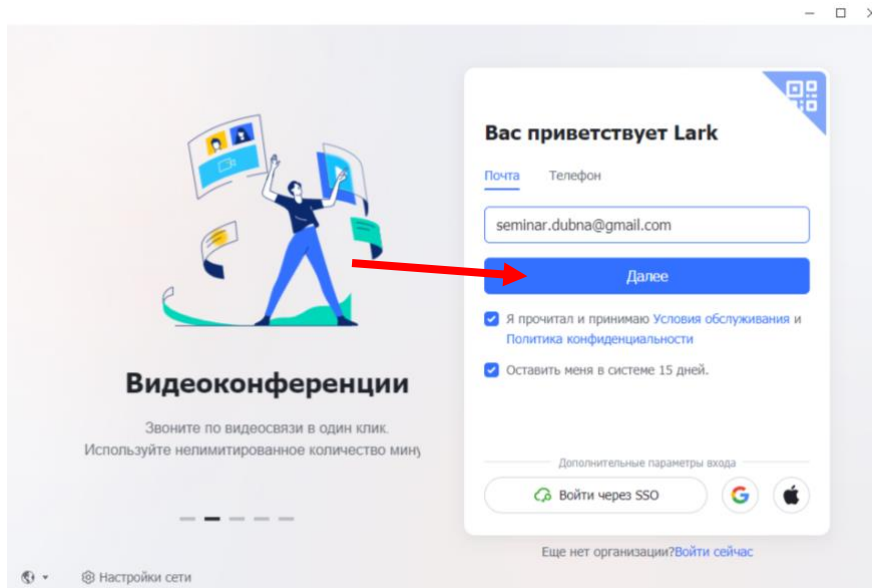 Вас приветствует Lark
Почта Телефон
seminar.dubna@gmail.com
Далее
Я прочитал и принимаю Условия обслуживания и
Политика конфиденциальности
Оставить меня в системе 15 дней.
Дополнительные параметры входа
Войти через SSO
Еще нет организации?Войти сейчас
Видеоконференции
Звоните по видеосвязи в один клик.
Используйте нелимитированное количество мину
Настройки сети